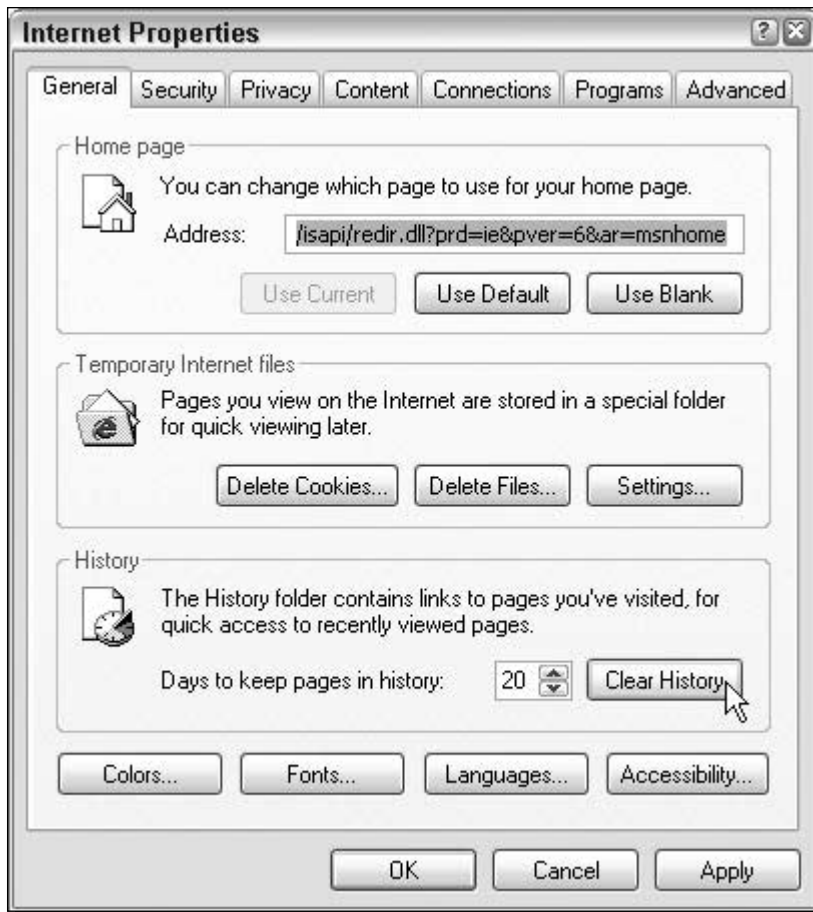 Internet Properties
General Security Privacy Content Connections Programs Advanced
Home page
You can change which page to use for your home page.
Address: /isapi/redir.dll?prd=ie&pver=6&ar=msnhome
Use Current Use Default Use Blank
Temporary Internet files
Pages you view on the Internet are stored in a special folder
for quick viewing later.
Delete Cookies... Delete Files... Settings...
History
The History folder contains links to pages you've visited, for
quick access to recently viewed pages.
Days to keep pages in history: 20 Clear History
Colors... Fonts... Languages... Accessibility...
OK Cancel Apply